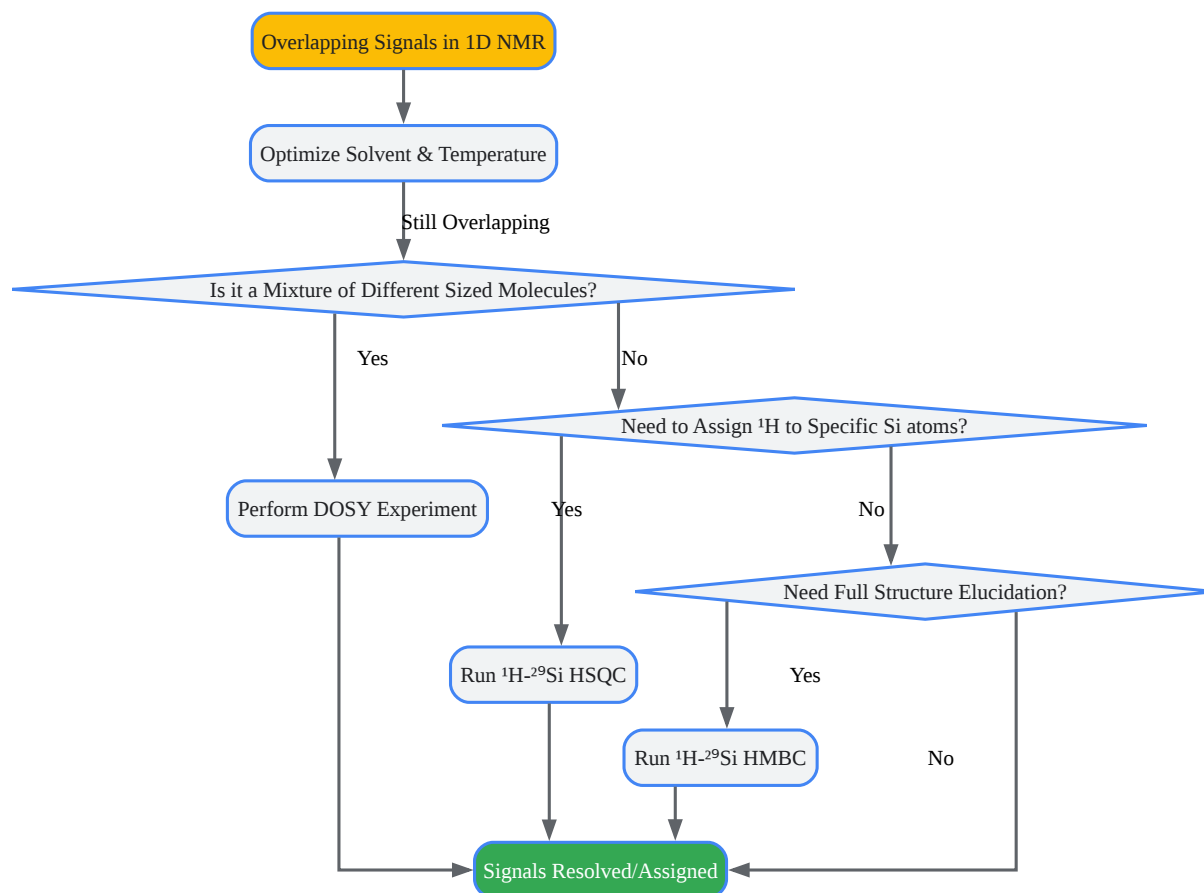 Overlapping Signals in 1D NMR
Optimize Solvent & Temperature
Still Overlapping
Is it a Mixture of Different Sized Molecules?
Yes
No
Need to Assign ¹H to Specific Si atoms?
Perform DOSY Experiment
Yes
No
Need Full Structure Elucidation?
Run ¹H-²⁹Si HSQC
Yes
Run ¹H-²⁹Si HMBC
No
Signals Resolved/Assigned